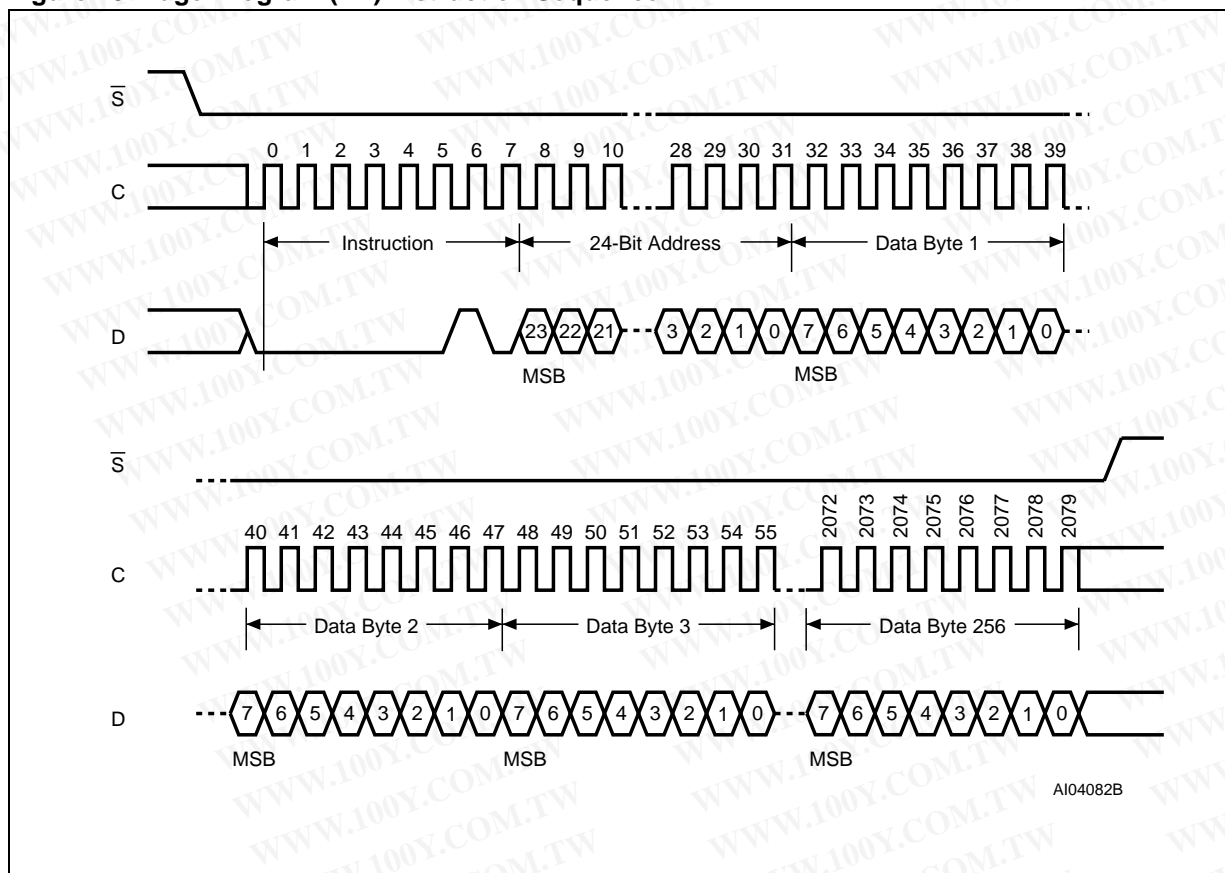 S
0 1 2 3 4 5 6 7 8 9 10 28 29 30 31 32 33 34 35 36 37 38 39
C
Instruction 24-Bit Address Data Byte 1
D
23 22 21 3 2 1 0 7 6 5 4 3 2 1 0
MSB MSB
S
40 41 42 43 44 45 46 47 48 49 50 51 52 53 54 55 2072 2073 2074 2075 2076 2077 2078 2079
C
Data Byte 2 Data Byte 3 Data Byte 256
D
7 6 5 4 3 2 1 0 7 6 5 4 3 2 1 0 7 6 5 4 3 2 1 0
MSB MSB MSB
AI04082B
WWW.100Y.COM.TW